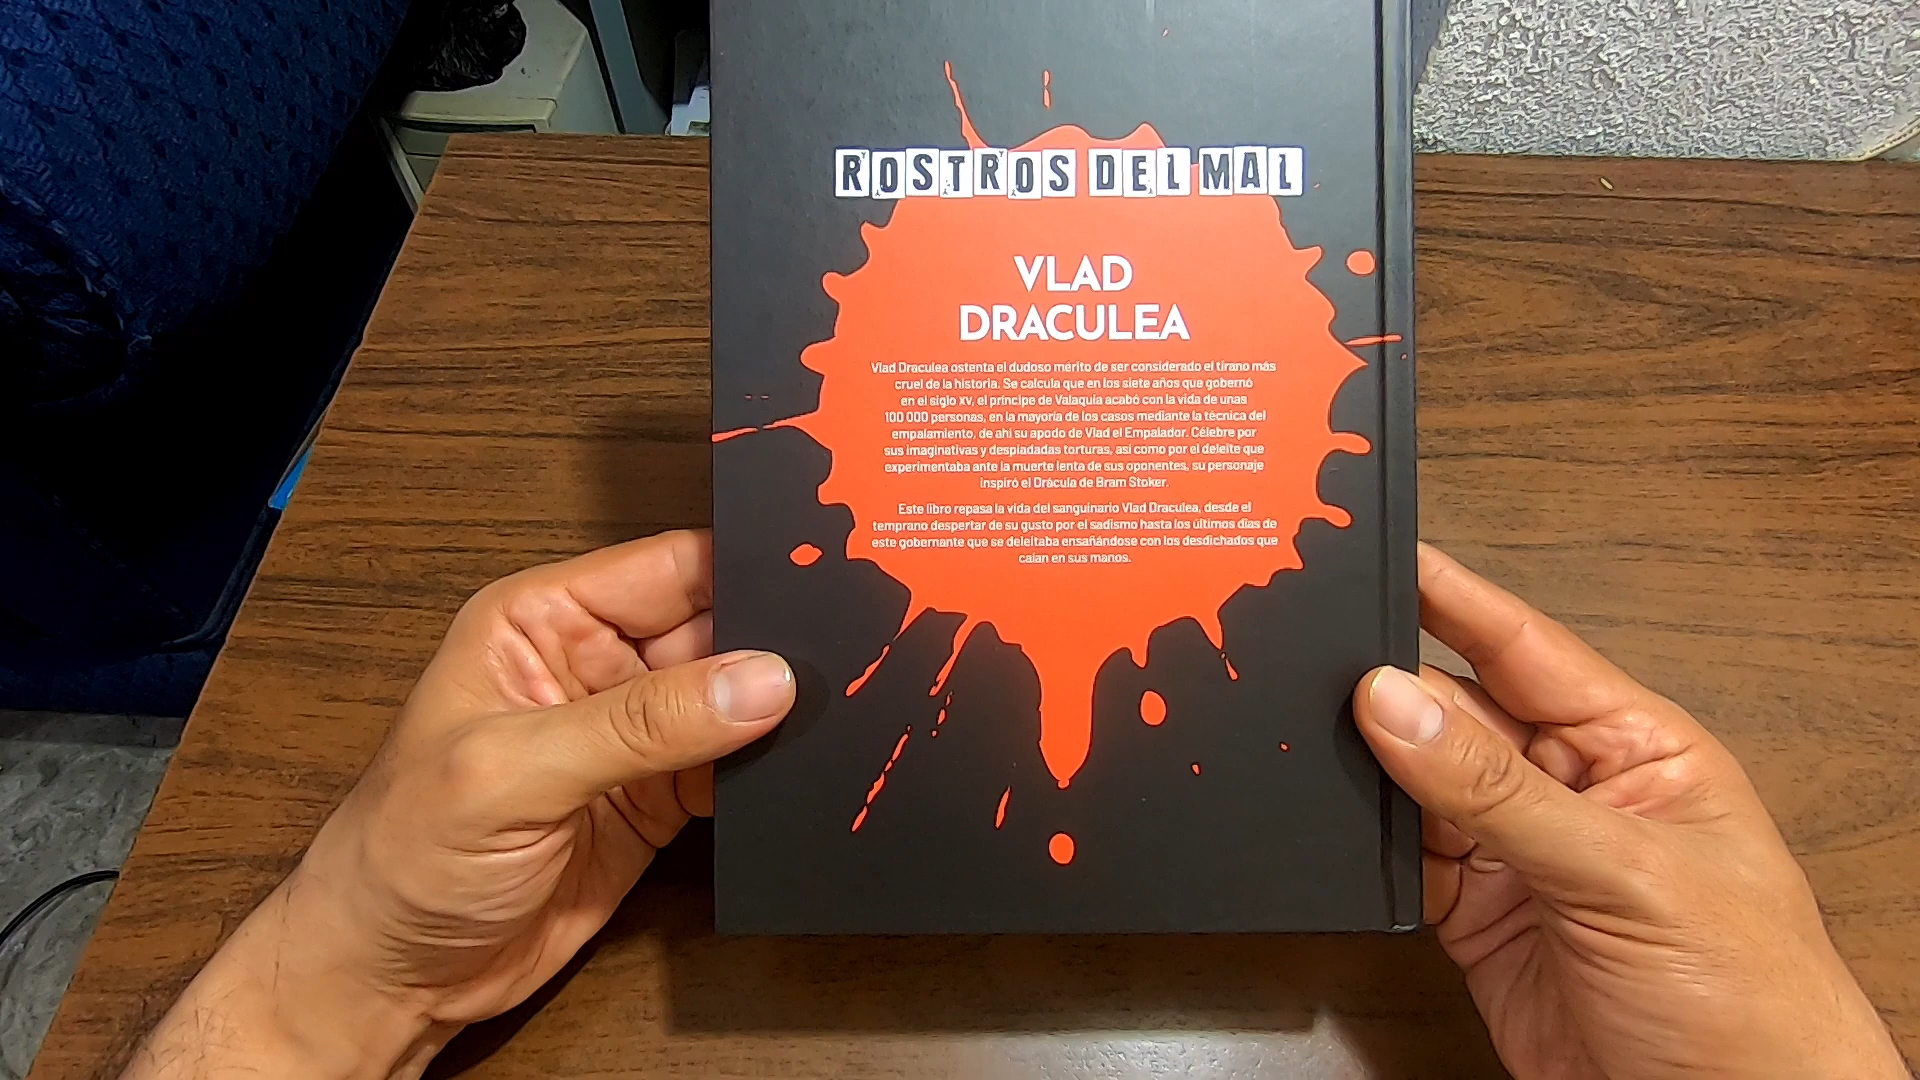 ROSTROS DEL MAL
VLAD
DRACULEA
Vlad Draculea ostenta el dudoso mérito de ser considerado el tirano más
cruel de la historia. Se calcula que en los siete años que gobernó
en el siglo XV, el príncipe de Valaquia acabó con la vida de unas
100 000 personas, en la mayoría de los casos mediante la técnica del
empalamiento, de ahí su apodo de Vlad el Empalador. Célebre por
sus imaginativas y despiadadas torturas, así como por el deleite que
experimentaba ante la muerte lenta de sus oponentes, su personaje
inspiró el Drácula de Bram Stoker.
Este libro repasa la vida del sanguinario Vlad Draculea, desde el
temprano despertar de su gusto por el sadismo hasta los últimos días de
este gobernante que se deleitaba ensañándose con los desdichados que
caían en sus manos.